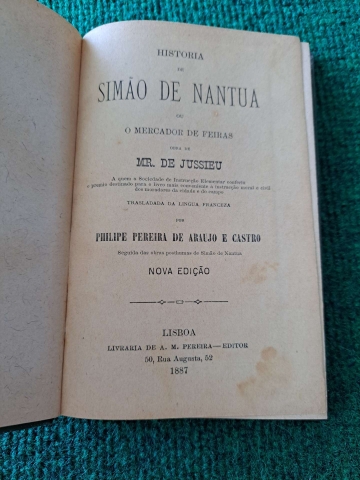 HISTORIA
DE
SIMÃO DE NANTUA
OU
O MERCADOR DE FEIRAS
OBRA DE
MR. DE JUSSIEU
A quem a Sociedade de Instrucção Elementar conferiu
o premio destinado para o livro mais conveniente á instrucção moral e civil
dos moradores da cidade e do campo
TRASLADADA DA LINGUA FRANCEZA
POR
PHILIPE PEREIRA DE ARAUJO E CASTRO
Seguida das obras posthumas de Simão de Nantua
NOVA EDIÇÃO
LISBOA
LIVRARIA DE A. M. PEREIRA—EDITOR
50, Rua Augusta, 52
1887